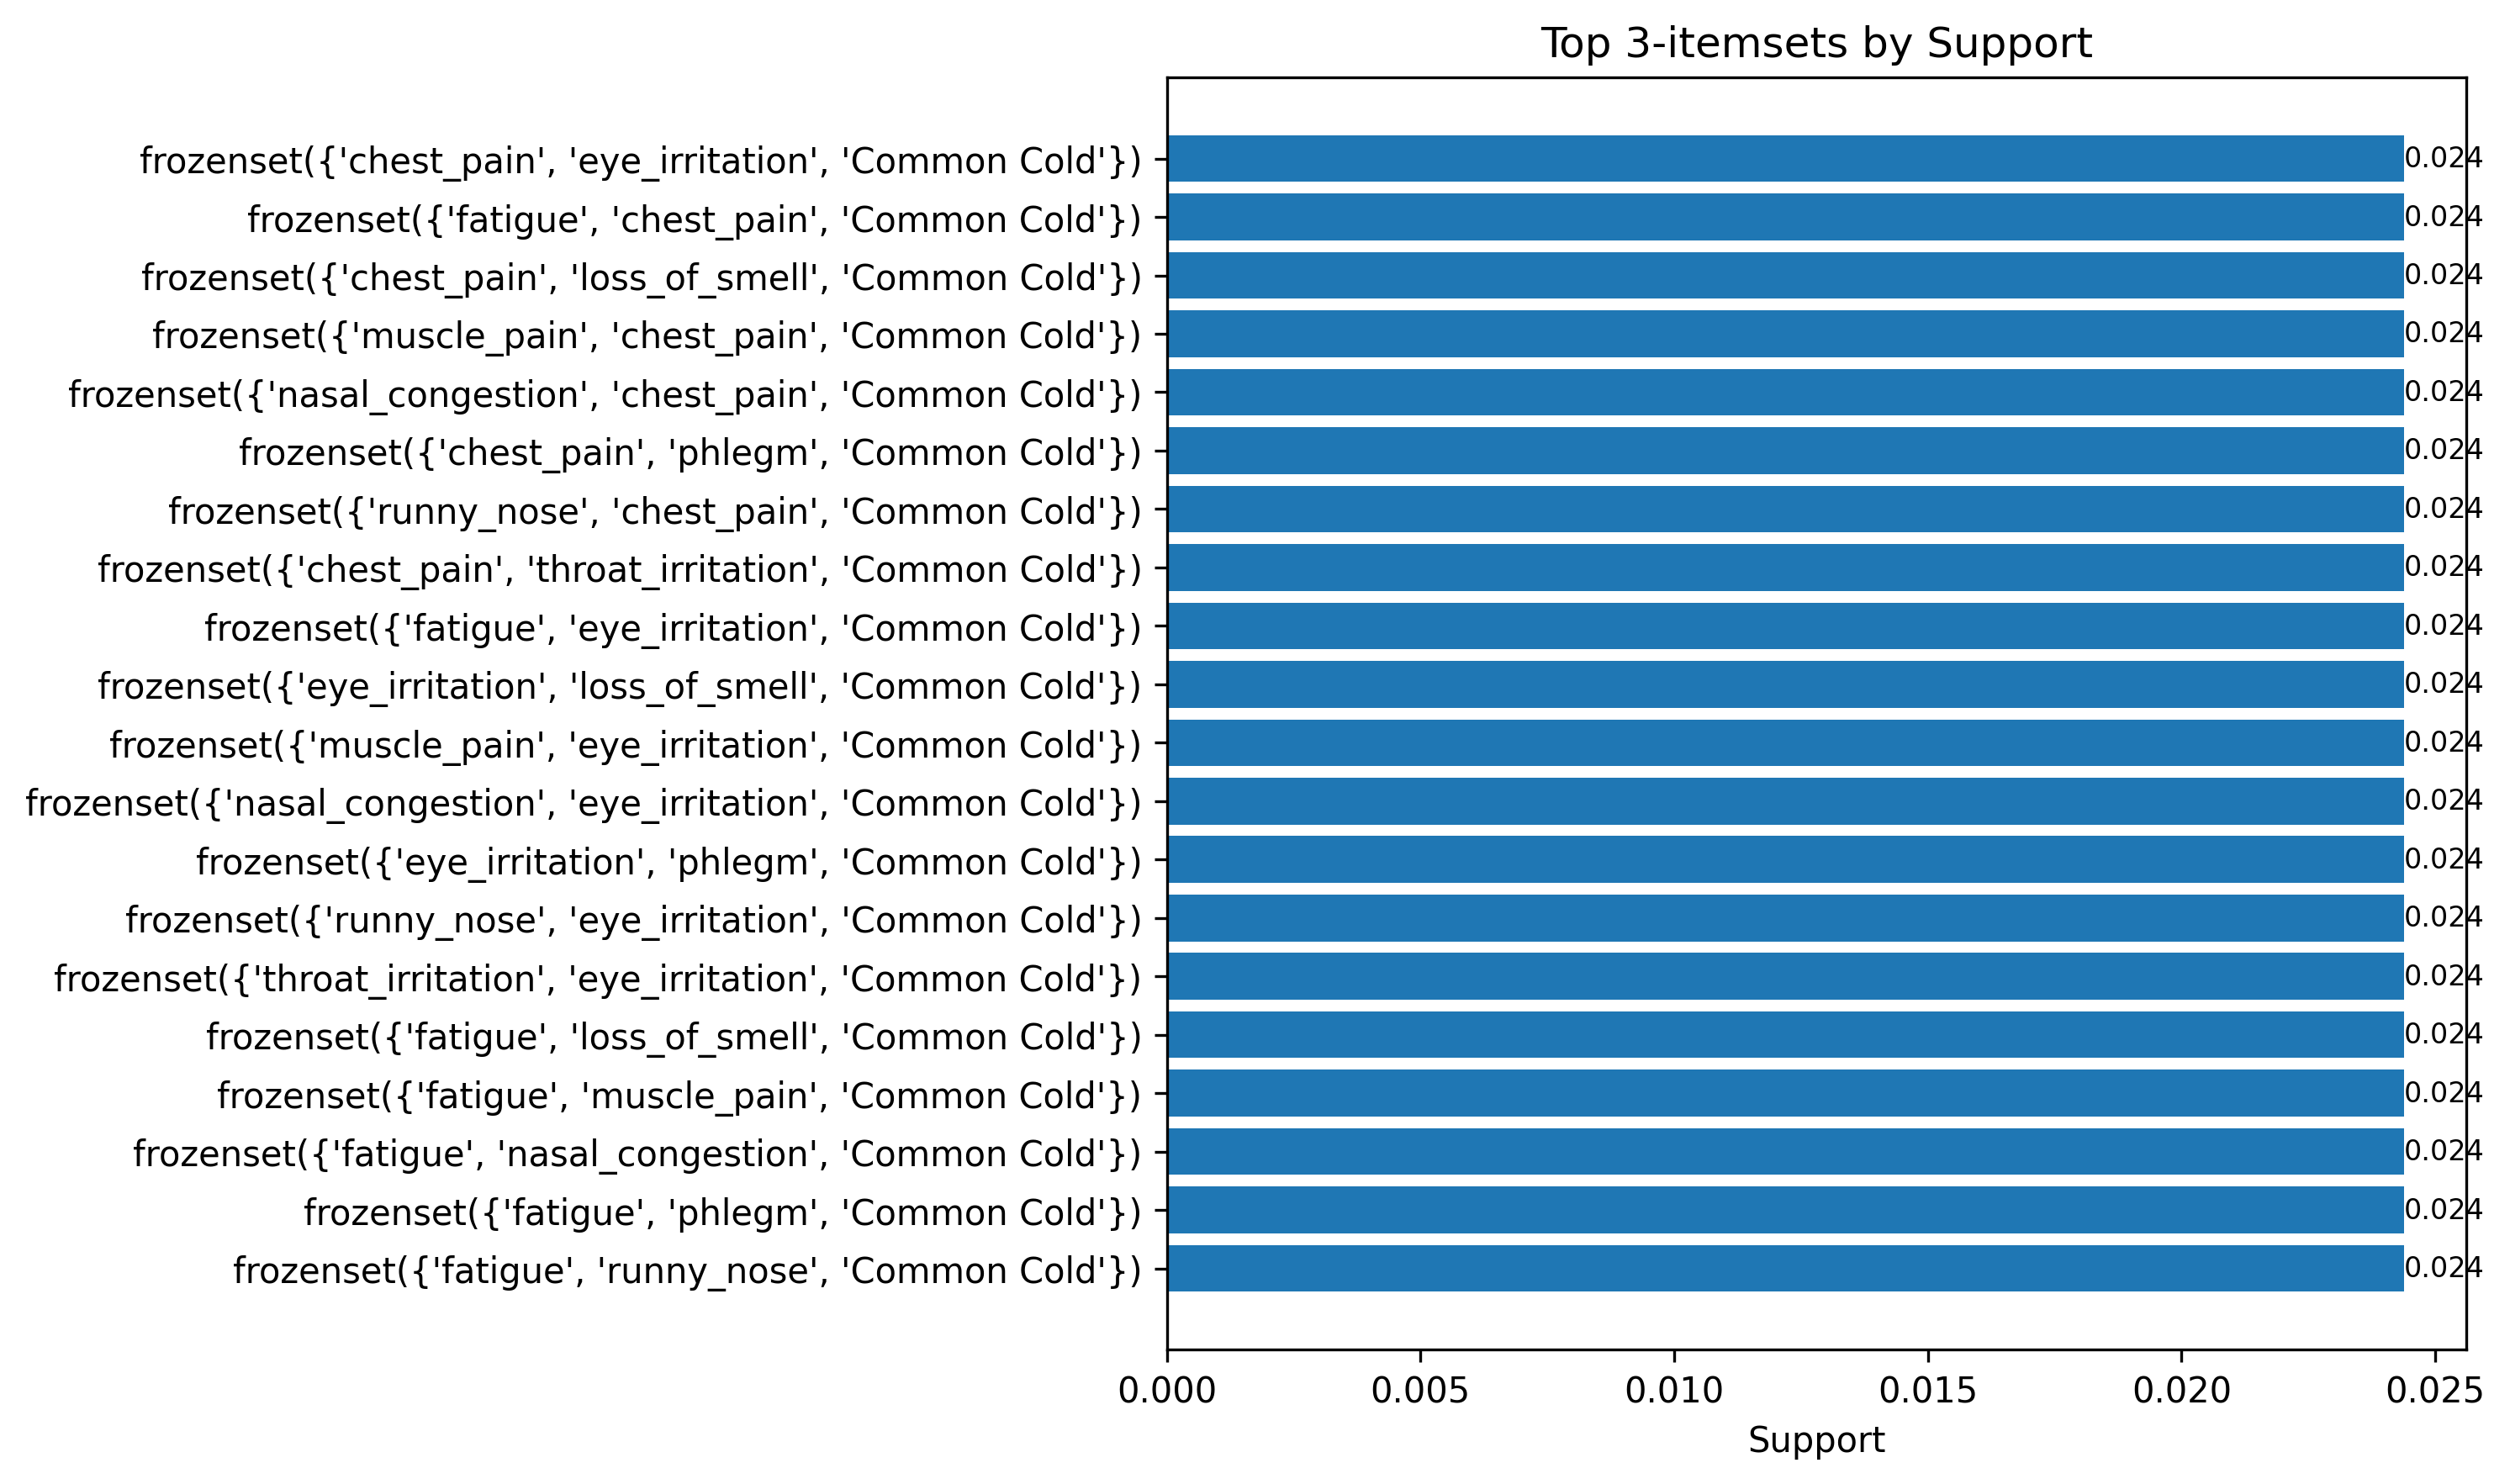 Top 3-itemsets by Support
frozenset({'chest_pain', 'eye_irritation', 'Common Cold'}) 0.024
frozenset({'fatigue', 'chest_pain', 'Common Cold'}) 0.024
frozenset({'chest_pain', 'loss_of_smell', 'Common Cold'}) 0.024
frozenset({'muscle_pain', 'chest_pain', 'Common Cold'}) 0.024
frozenset({'nasal_congestion', 'chest_pain', 'Common Cold'}) 0.024
frozenset({'chest_pain', 'phlegm', 'Common Cold'}) 0.024
frozenset({'runny_nose', 'chest_pain', 'Common Cold'}) 0.024
frozenset({'chest_pain', 'throat_irritation', 'Common Cold'}) 0.024
frozenset({'fatigue', 'eye_irritation', 'Common Cold'}) 0.024
frozenset({'eye_irritation', 'loss_of_smell', 'Common Cold'}) 0.024
frozenset({'muscle_pain', 'eye_irritation', 'Common Cold'}) 0.024
frozenset({'nasal_congestion', 'eye_irritation', 'Common Cold'}) 0.024
frozenset({'eye_irritation', 'phlegm', 'Common Cold'}) 0.024
frozenset({'runny_nose', 'eye_irritation', 'Common Cold'}) 0.024
frozenset({'throat_irritation', 'eye_irritation', 'Common Cold'}) 0.024
frozenset({'fatigue', 'loss_of_smell', 'Common Cold'}) 0.024
frozenset({'fatigue', 'muscle_pain', 'Common Cold'}) 0.024
frozenset({'fatigue', 'nasal_congestion', 'Common Cold'}) 0.024
frozenset({'fatigue', 'phlegm', 'Common Cold'}) 0.024
frozenset({'fatigue', 'runny_nose', 'Common Cold'}) 0.024
0.000 0.005 0.010 0.015 0.020 0.025
Support